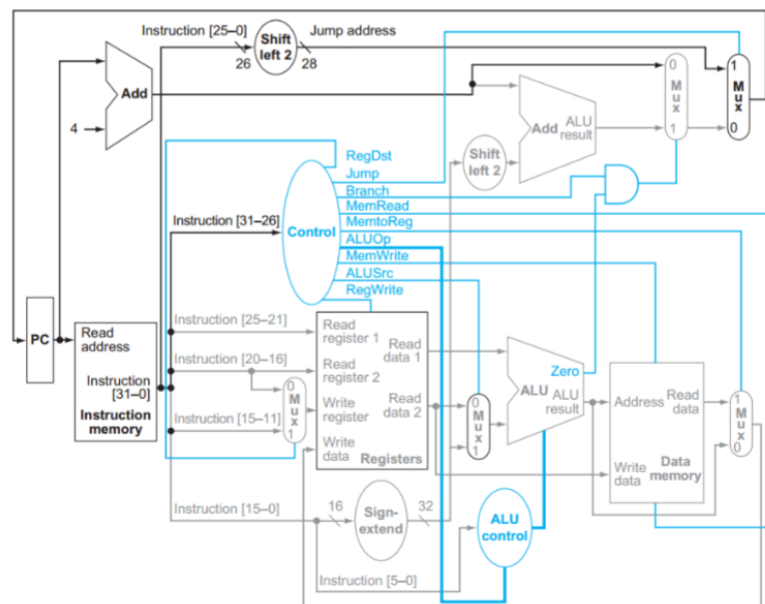 Instruction [25–0]
Shift
left 2
Jump address
26
28
Add
4
0
M
u
x
1
1
M
u
x
0
Add
ALU
result
Shift
left 2
RegDst
Jump
Branch
MemRead
MemtoReg
ALUOp
MemWrite
ALUSrc
RegWrite
Control
Instruction [31–26]
PC
Read
address
Instruction
[31–0]
Instruction
memory
Instruction [25–21]
Instruction [20–16]
Instruction [15–11]
0
M
u
x
1
Read
register 1
Read
register 2
Write
register
Write
data
Read
data 1
Read
data 2
Registers
0
M
u
x
1
Zero
ALU
ALU
result
Address
Read
data
Write
data
Data
memory
1
M
u
x
0
Instruction [15–0]
16
Sign-
extend
32
ALU
control
Instruction [5–0]